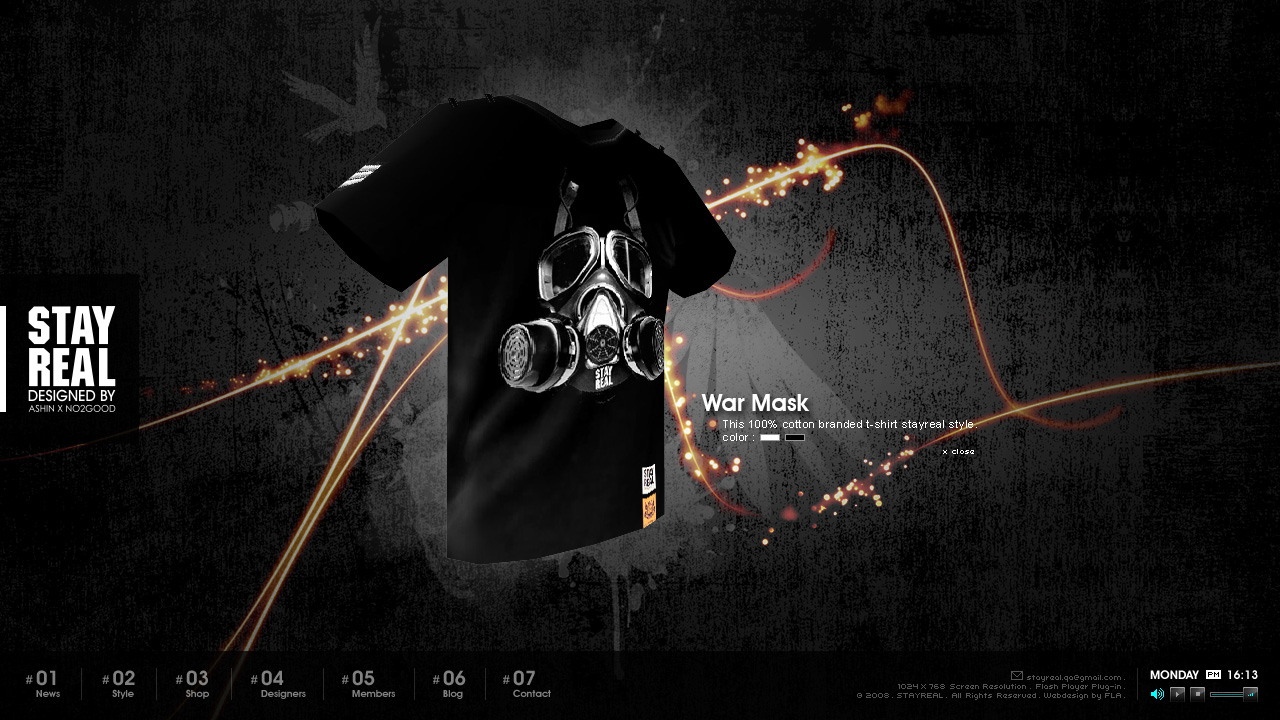 STAY
REAL
DESIGNED BY
ASHIN X NO2GOOD
STAY
REAL
STAY
REAL
War Mask
This 100% cotton branded t-shirt stayreal style.
color :
x close
# 01
News
# 02
Style
# 03
Shop
# 04
Designers
# 05
Members
# 06
Blog
# 07
Contact
stayreal.qa@gmail.com .
1024 X 768 Screen Resolution . Flash Player Plug-in .
© 2008 . STAYREAL . All Rights Reserved. Webdesign by FLA .
MONDAY PM 16:13